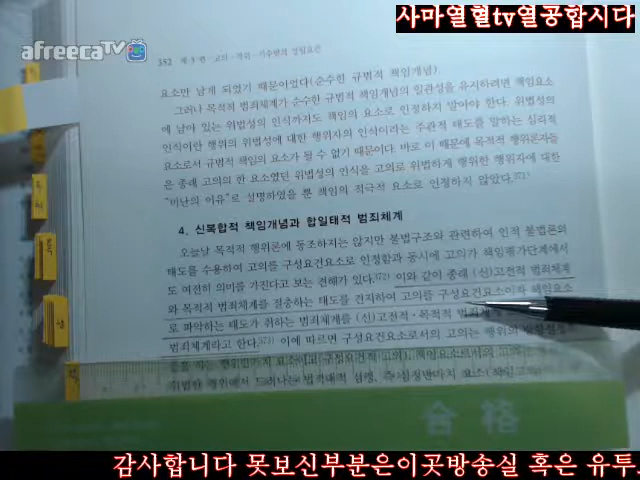 사마열혈tv열공합시다
afreecaTV
352 제3편 고의·작위·기수범의 성립요건
요소만 남게 되었기 때문이었다(순수한 규범적 책임개념).
그러나 목적적 범죄체계가 순수한 규범적 책임개념의 일관성을 유지하려면 책임요소
에 남아 있는 위법성의 인식까지도 책임의 요소로 인정하지 말아야 한다. 위법성의
인식이란 행위의 위법성에 대한 행위자의 인식이라는 주관적 태도를 말하는 심리적
요소로서 규범적 책임의 요소가 될 수 없기 때문이다. 바로 이 때문에 목적적 행위론자들
은 종래 고의의 한 요소였던 위법성의 인식을 고의로 위법하게 행위한 행위자에 대한
"비난의 이유"로 설명하였을 뿐 책임의 적극적 요소로 인정하지 않았다.371)
4. 신복합적 책임개념과 합일태적 범죄체계
오늘날 목적적 행위론에 동조하지는 않지만 불법구조와 관련하여 인적 불법론의
태도를 수용하여 고의를 구성요건요소로 인정함과 동시에 고의가 책임평가단계에서
도 여전히 의미를 가진다고 보는 견해가 있다.372) 이와 같이 종래 (신)고전적 범죄체계
와 목적적 범죄체계를 절충하는 태도를 견지하여 고의를 구성요건요소이자 책임요소
로 파악하는 태도가 취하는 범죄체계를 (신)고전적·목적적
범죄체계라고 한다.373) 이에 따르면 구성요건요소로서의 고의는 행위의
合格
감사합니다 못보신부분은이곳방송실 혹은 유투